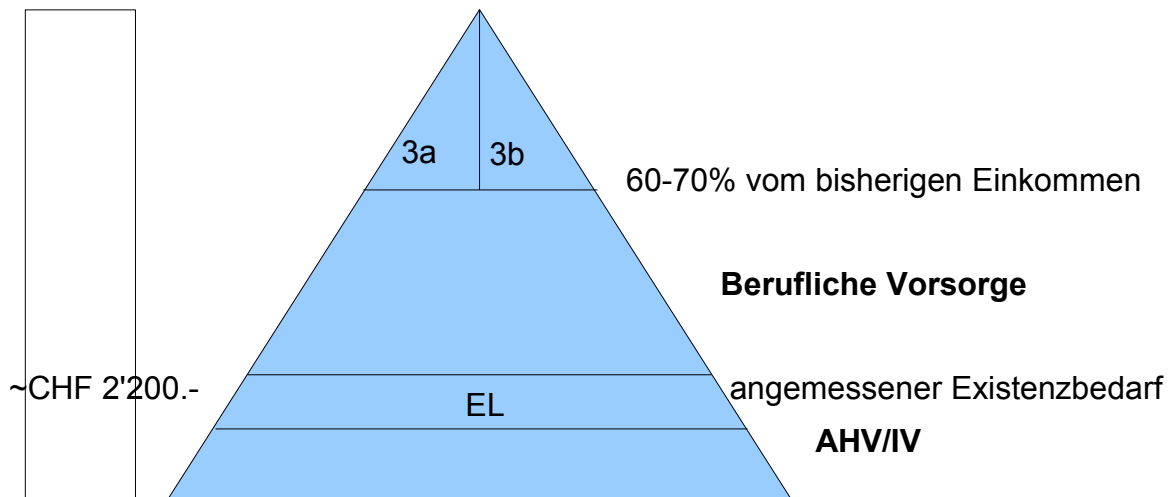 3a
3b
60-70% vom bisherigen Einkommen
Berufliche Vorsorge
~CHF 2'200.-
angemessener Existenzbedarf
EL
AHV/IV